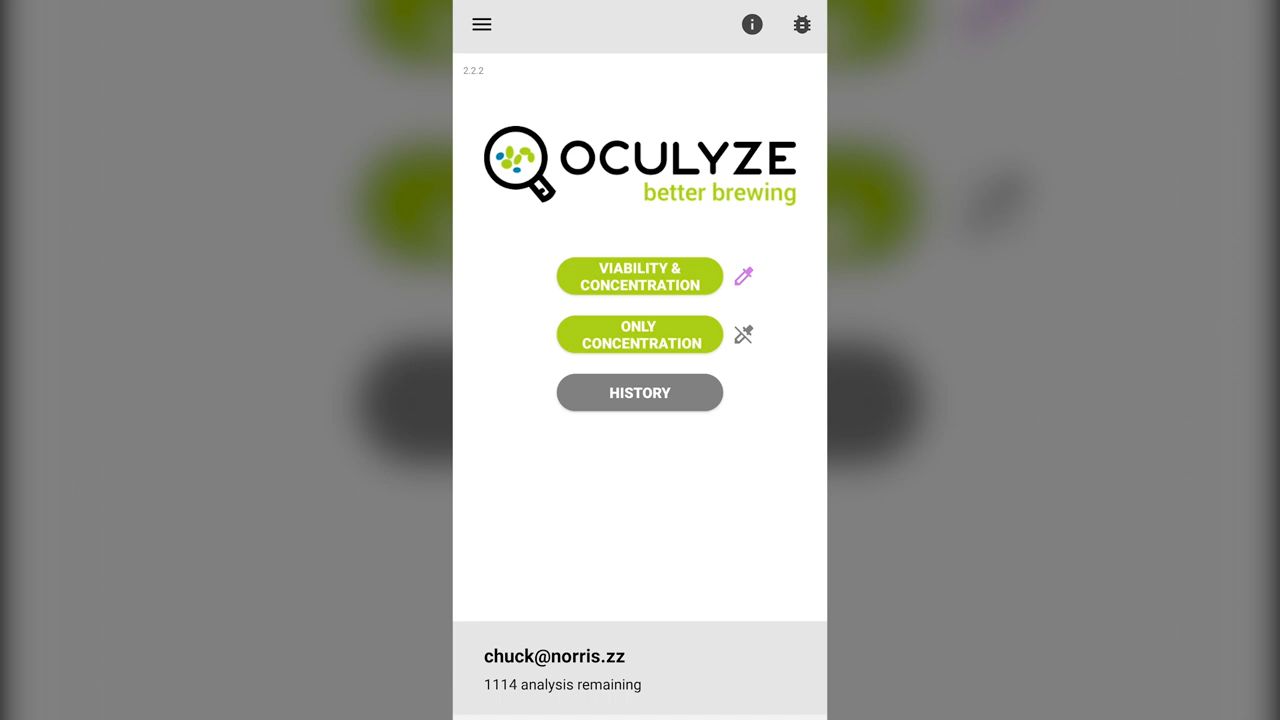 2.2.2
OCULYZE
better brewing
VIABILITY &
CONCENTRATION
ONLY
CONCENTRATION
HISTORY
chuck@norris.zz
1114 analysis remaining